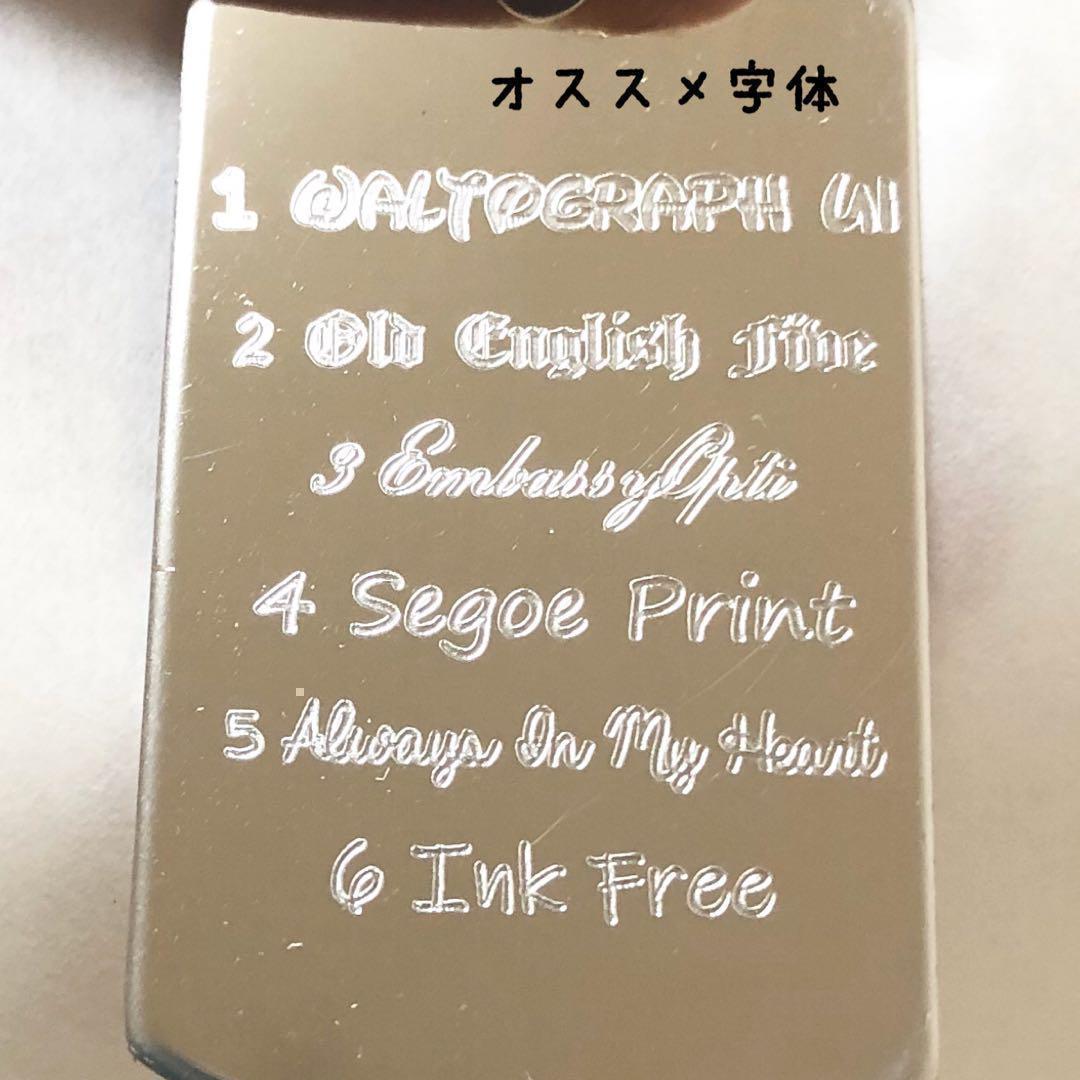 オススメ字体
1 WALTOGRAPH UI
2 Old English Five
3 EmbassyOpti
4 Segoe Print
5 Always In My Heart
6 Ink Free